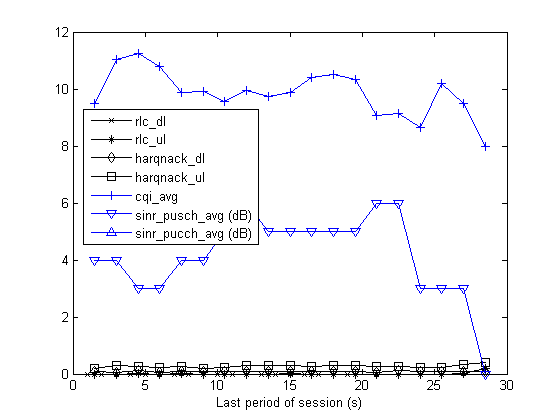 12
10
8
6
4
2
0
rlc_dl
rlc_ul
harqnack_dl
harqnack_ul
cqi_avg
sinr_pusch_avg (dB)
sinr_pucch_avg (dB)
0 5 10 15 20 25 30
Last period of session (s)